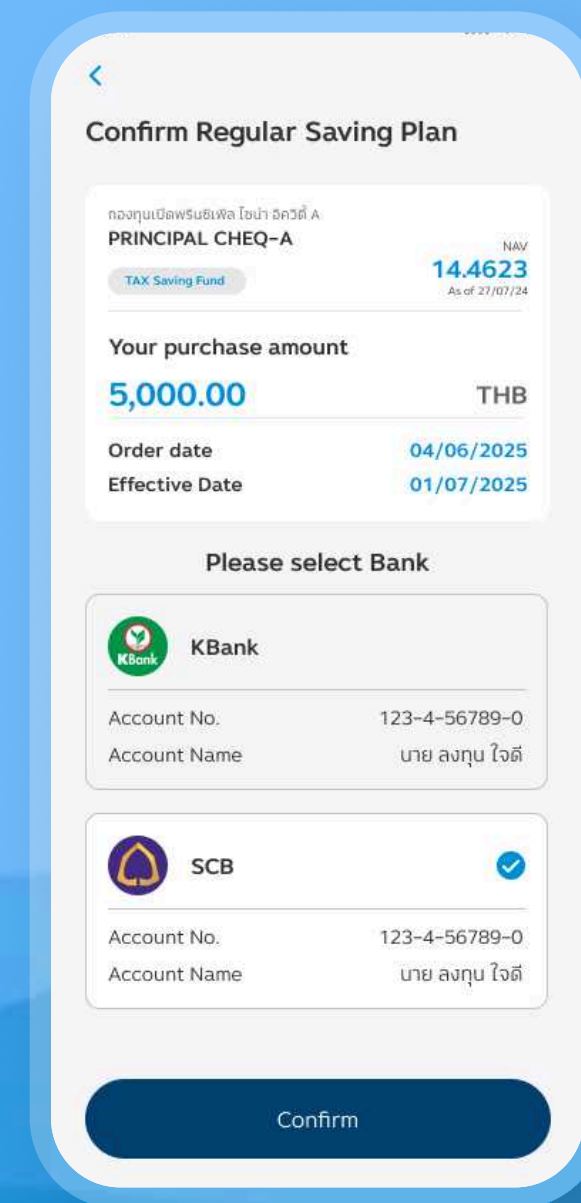 Confirm Regular Saving Plan
กองทุนเปิดพรินซิเพิล ไชน่า อิควิตี้ A
PRINCIPAL CHEQ-A
NAV
TAX Saving Fund
14.4623
As of 27/07/24
Your purchase amount
5,000.00 THB
Order date 04/06/2025
Effective Date 01/07/2025
Please select Bank
KBank KBank
Account No. 123-4-56789-0
Account Name นาย ลงทุน ใจดี
SCB
Account No. 123-4-56789-0
Account Name นาย ลงทุน ใจดี
Confirm